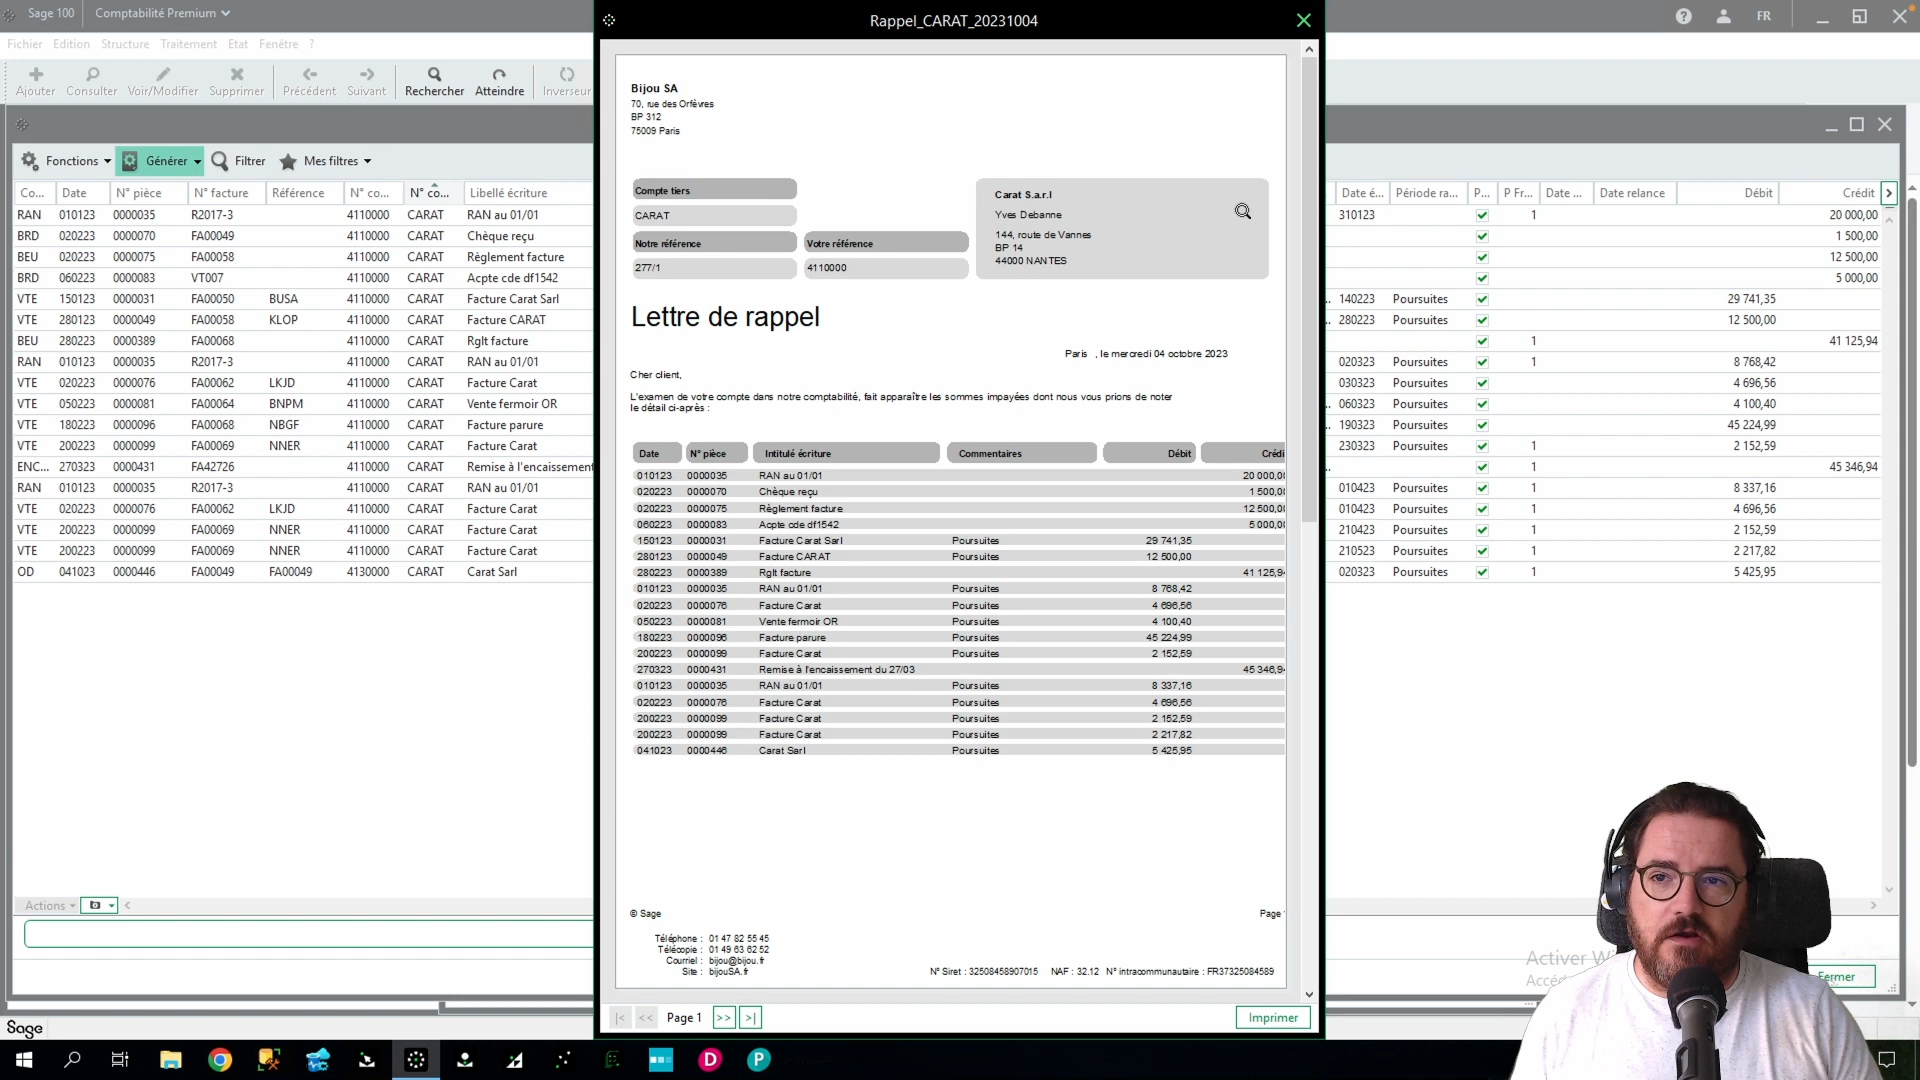 Sage 100 Comptabilité Premium FR
Fichier Edition Structure Traitement Etat Fenêtre ?
Ajouter Consulter Voir/Modifier Supprimer Précédent Suivant Rechercher Atteindre Inverseur
Fonctions Générer Filtrer Mes filtres
Co... Date N° pièce N° facture Référence N° co... N° co... Libellé écriture
RAN 010123 0000035 R2017-3 4110000 CARAT RAN au 01/01
BRD 020223 0000070 FA00049 4110000 CARAT Chèque reçu
BEU 020223 0000075 FA00058 4110000 CARAT Règlement facture
BRD 060223 0000083 VT007 4110000 CARAT Acpte cde df1542
VTE 150123 0000031 FA00050 BUSA 4110000 CARAT Facture Carat Sarl
VTE 280123 0000049 FA00058 KLOP 4110000 CARAT Facture CARAT
BEU 280223 0000389 FA00068 4110000 CARAT Rglt facture
RAN 010123 0000035 R2017-3 4110000 CARAT RAN au 01/01
VTE 020223 0000076 FA00062 LKJD 4110000 CARAT Facture Carat
VTE 050223 0000081 FA00064 BNPM 4110000 CARAT Vente fermoir OR
VTE 180223 0000096 FA00068 NBGF 4110000 CARAT Facture parure
VTE 200223 0000099 FA00069 NNER 4110000 CARAT Facture Carat
ENC... 270323 0000431 FA42726 4110000 CARAT Remise à l'encaissement
RAN 010123 0000035 R2017-3 4110000 CARAT RAN au 01/01
VTE 020223 0000076 FA00062 LKJD 4110000 CARAT Facture Carat
VTE 200223 0000099 FA00069 NNER 4110000 CARAT Facture Carat
VTE 200223 0000099 FA00069 NNER 4110000 CARAT Facture Carat
OD 041023 0000446 FA00049 FA00049 4130000 CARAT Carat Sarl
Actions
Rappel_CARAT_20231004
Bijou SA
70, rue des Orfèvres
BP 312
75009 Paris
Compte tiers
CARAT
Notre référence Votre référence
277/1 4110000
Carat S.a.r.l
Yves Debanne
144, route de Vannes
BP 14
44000 NANTES
Lettre de rappel
Paris , le mercredi 04 octobre 2023
Cher client,
L'examen de votre compte dans notre comptabilité, fait apparaître les sommes impayées dont nous vous prions de noter
le détail ci-après :
Date N° pièce Intitulé écriture Commentaires Débit Crédi
010123 0000035 RAN au 01/01 20 000,00
020223 0000070 Chèque reçu 1 500,00
020223 0000075 Règlement facture 12 500,00
060223 0000083 Acpte cde df1542 5 000,00
150123 0000031 Facture Carat Sarl Poursuites 29 741,35
280123 0000049 Facture CARAT Poursuites 12 500,00
280223 0000389 Rglt facture 41 125,94
010123 0000035 RAN au 01/01 Poursuites 8 768,42
020223 0000076 Facture Carat Poursuites 4 696,56
050223 0000081 Vente fermoir OR Poursuites 4 100,40
180223 0000096 Facture parure Poursuites 45 224,99
200223 0000099 Facture Carat Poursuites 2 152,59
270323 0000431 Remise à l'encaissement du 27/03 45 346,94
010123 0000035 RAN au 01/01 Poursuites 8 337,16
020223 0000076 Facture Carat Poursuites 4 696,56
200223 0000099 Facture Carat Poursuites 2 152,59
200223 0000099 Facture Carat Poursuites 2 217,82
041023 0000446 Carat Sarl Poursuites 5 425,95
© Sage Page
Téléphone : 01 47 82 55 45
Télécopie : 01 49 63 62 52
Courriel : bijou@bijou.fr
Site : bijouSA.fr
N° Siret : 32508458907015 NAF : 32.12 N° intracommunautaire : FR37325084589
|< << Page 1 >> >| Imprimer
Date é... Période ra... P... P Fr... Date ... Date relance Débit Crédit
310123 1 20 000,00
1 500,00
12 500,00
5 000,00
140223 Poursuites 29 741,35
280223 Poursuites 12 500,00
1 41 125,94
020323 Poursuites 1 8 768,42
030323 Poursuites 4 696,56
060323 Poursuites 4 100,40
190323 Poursuites 45 224,99
230323 Poursuites 1 2 152,59
1 45 346,94
010423 Poursuites 1 8 337,16
010423 Poursuites 1 4 696,56
210423 Poursuites 1 2 152,59
210523 Poursuites 1 2 217,82
020323 Poursuites 1 5 425,95
Activer W
Accé
Fermer
Sage
D P